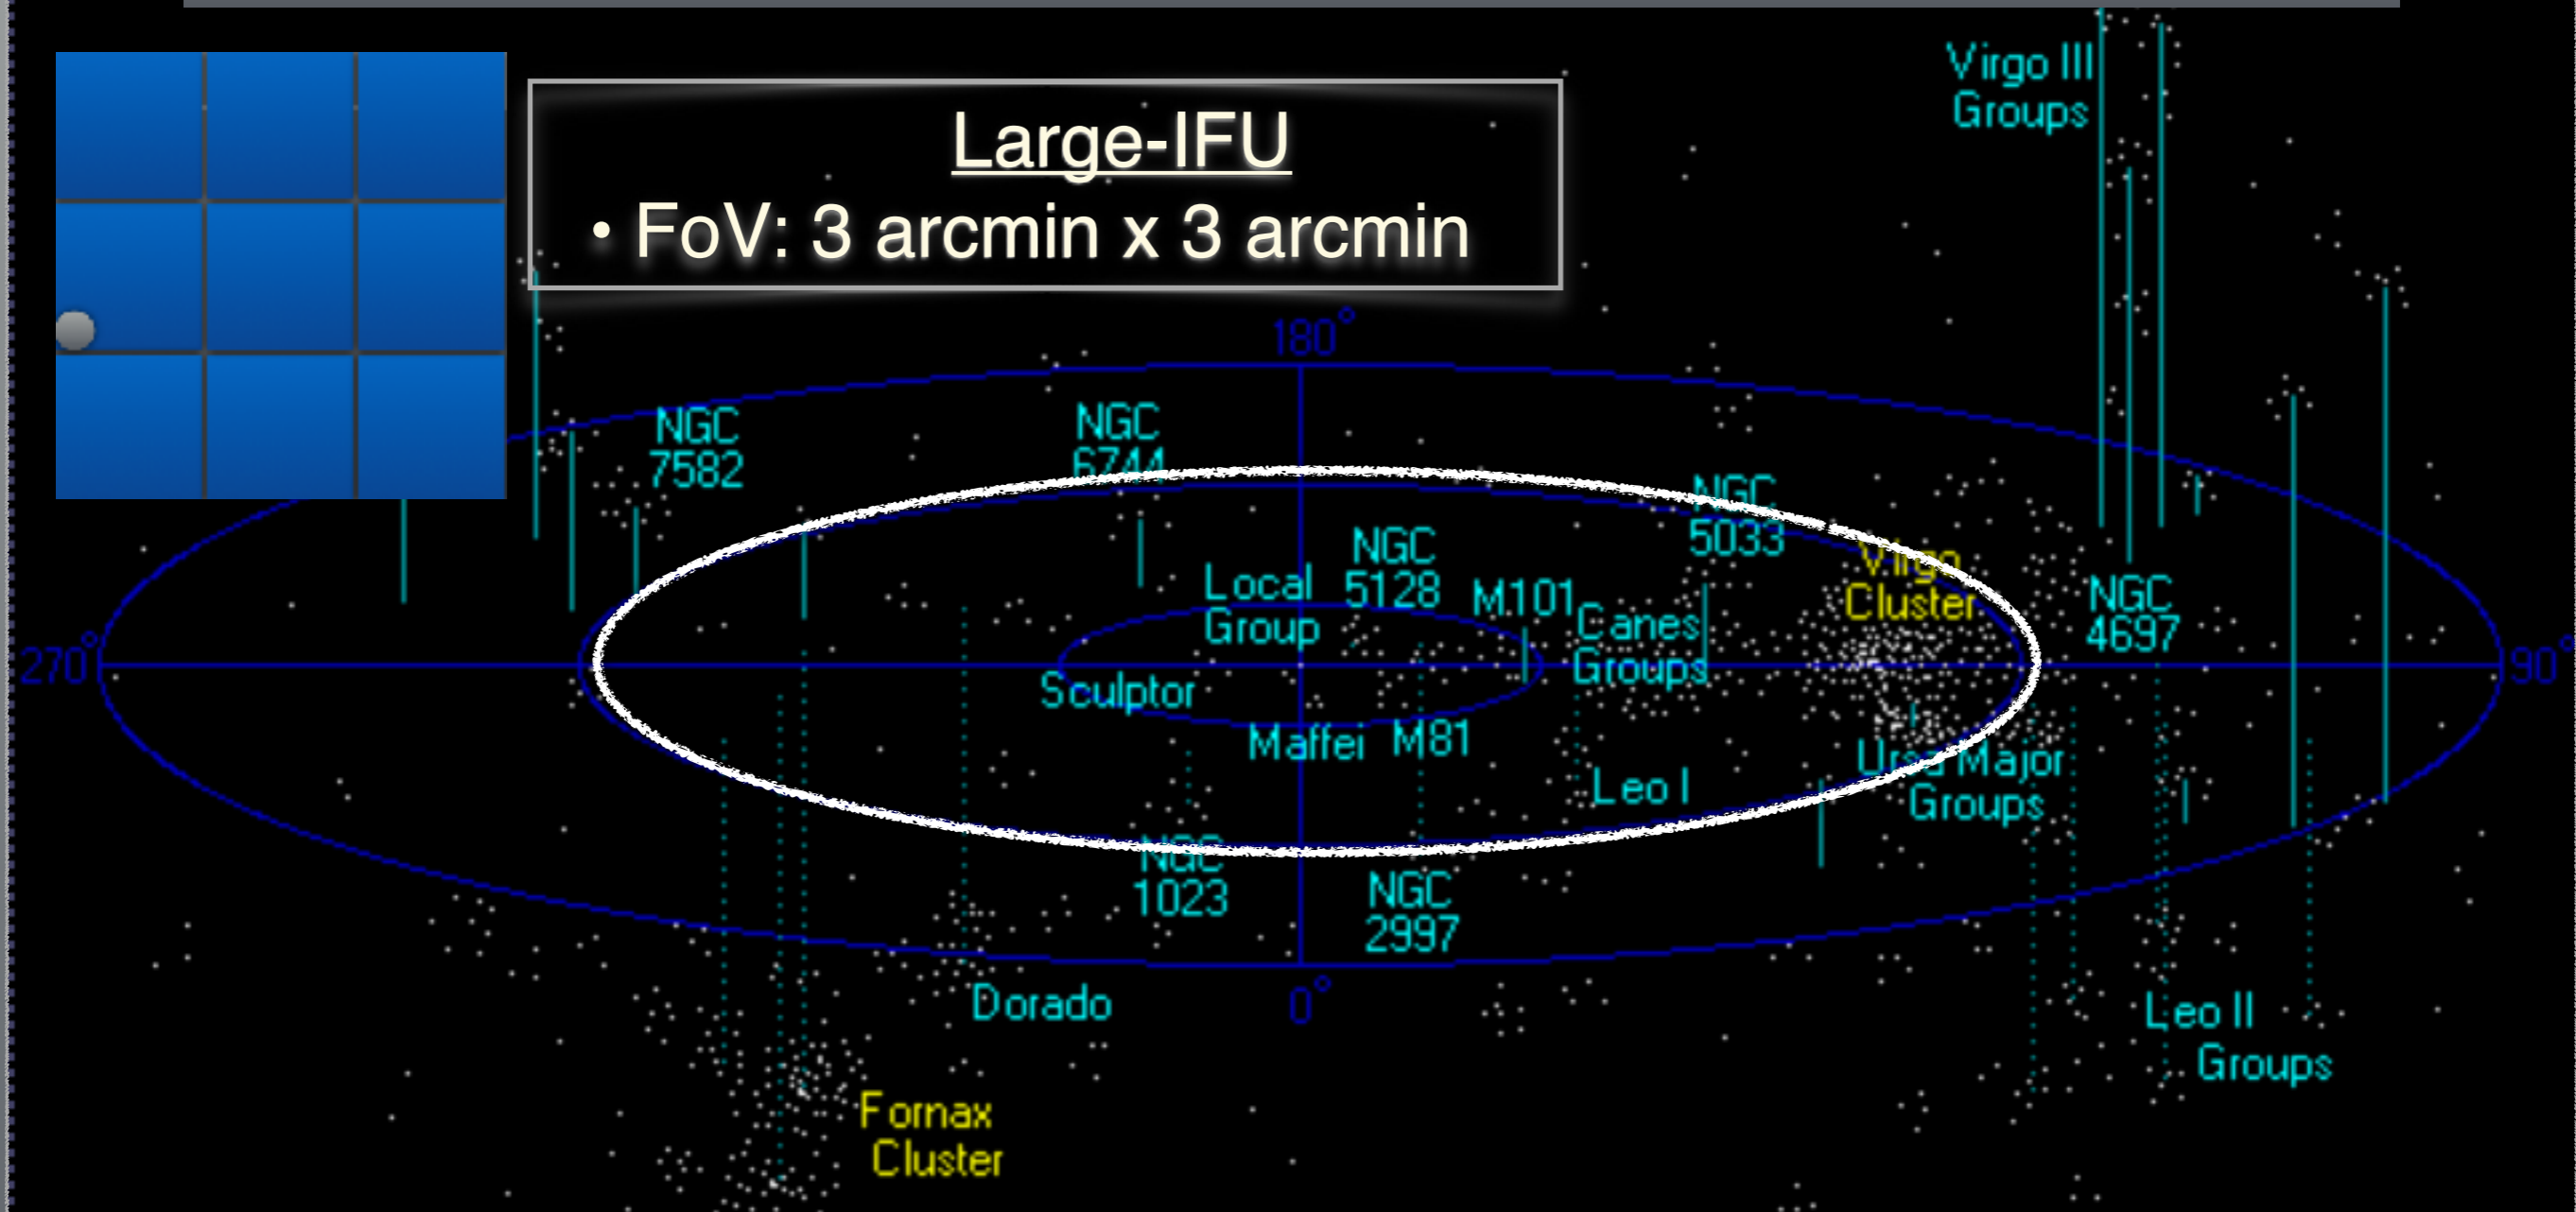 Large-IFU
• FoV: 3 arcmin x 3 arcmin
Virgo III
Groups
180°
NGC
7582
NGC
6744
NGC
5033
NGC
5128
Local
Group
M101
Canes
Groups
Virgo
Cluster
NGC
4697
270°
90°
Sculptor
Maffei
M81
Leo I
Ursa Major
Groups
NGC
1023
NGC
2997
Dorado
0°
Leo II
Groups
Fornax
Cluster